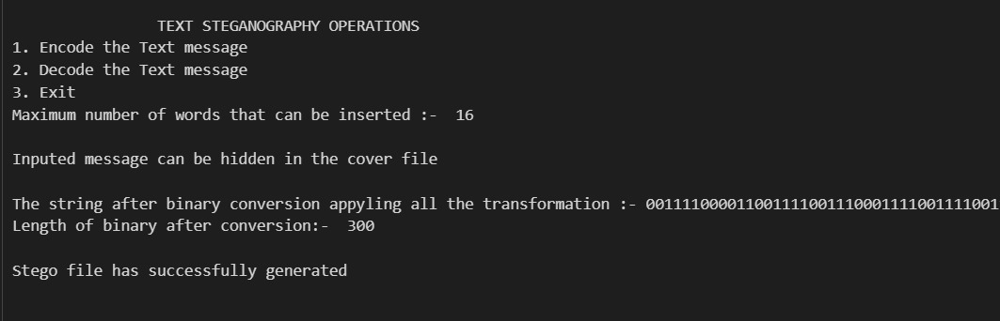 TEXT STEGANOGRAPHY OPERATIONS
1. Encode the Text message
2. Decode the Text message
3. Exit
Maximum number of words that can be inserted :- 16
Inputed message can be hidden in the cover file
The string after binary conversion appyling all the transformation :- 001111000011001111001110001111001111001
Length of binary after conversion:- 300
Stego file has successfully generated